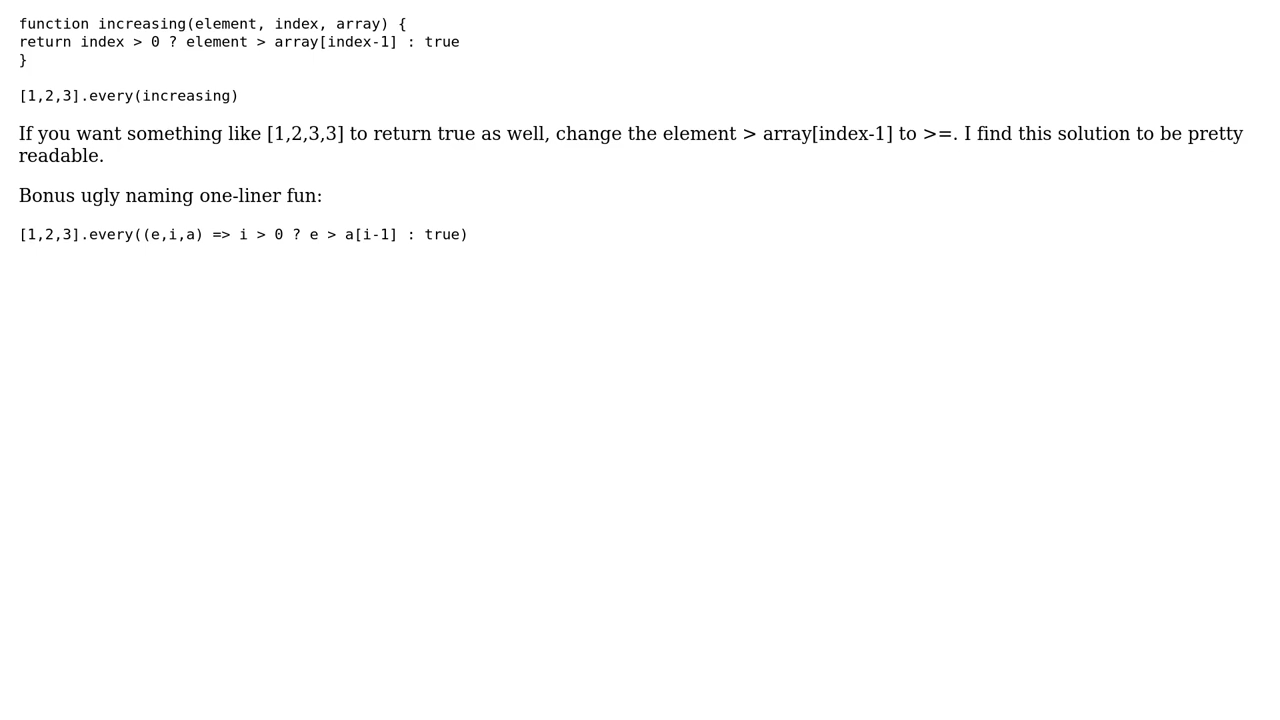 function increasing(element, index, array) {
return index > 0 ? element > array[index-1] : true
}
[1,2,3].every(increasing)
If you want something like [1,2,3,3] to return true as well, change the element > array[index-1] to >=. I find this solution to be pretty
readable.
Bonus ugly naming one-liner fun:
[1,2,3].every((e,i,a) => i > 0 ? e > a[i-1] : true)